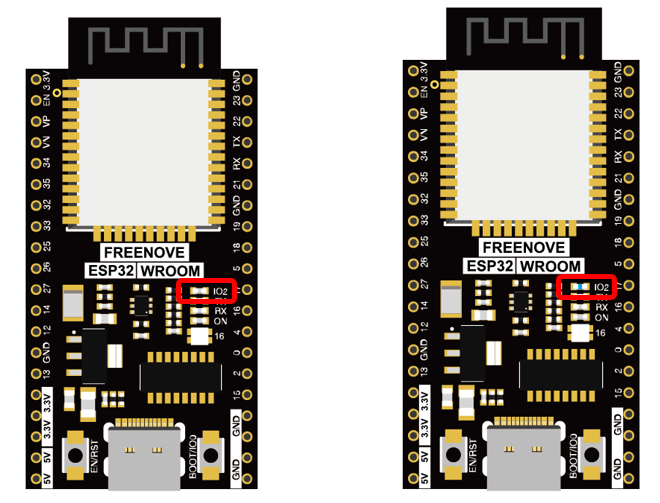 3.3V
EN
VP
VN
34
35
32
33
25
26
27
14
12
GND
13
3.3V
3.3V
5V
5V
FREENOVE
ESP32 WROOM
IO2
RX
ON
16
EN/RST
BOOT/IO0
GND
23
22
TX
RX
21
GND
19
18
5
16
4
0
2
15
GND
GND
3.3V
EN
VP
VN
34
35
32
33
25
26
27
14
12
GND
13
3.3V
3.3V
5V
5V
FREENOVE
ESP32 WROOM
IO2
RX
ON
16
EN/RST
BOOT/IO0
GND
23
22
TX
RX
21
GND
19
18
5
16
4
0
2
15
GND
GND